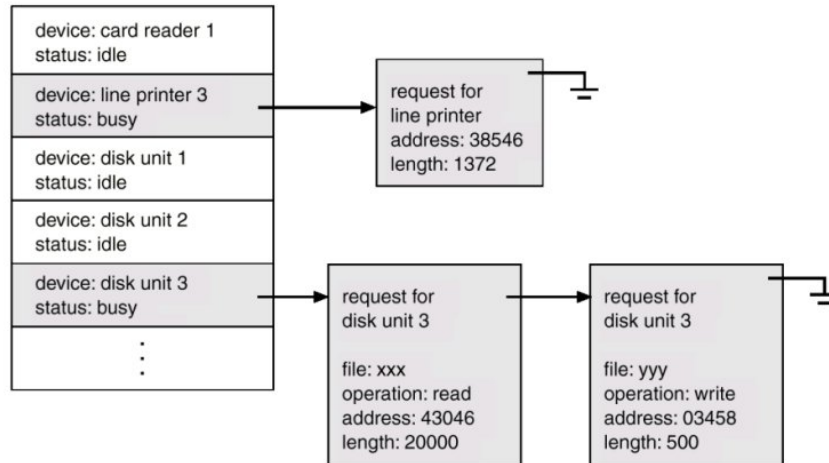 device: card reader 1
status: idle
device: line printer 3
status: busy
device: disk unit 1
status: idle
device: disk unit 2
status: idle
device: disk unit 3
status: busy
request for
line printer
address: 38546
length: 1372
request for
disk unit 3
file: xxx
operation: read
address: 43046
length: 20000
request for
disk unit 3
file: yyy
operation: write
address: 03458
length: 500